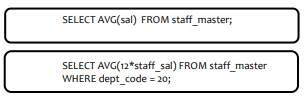 SELECT AVG(sal) FROM staff_master;
SELECT AVG(12*staff_sal) FROM staff_master
WHERE dept_code = 20;